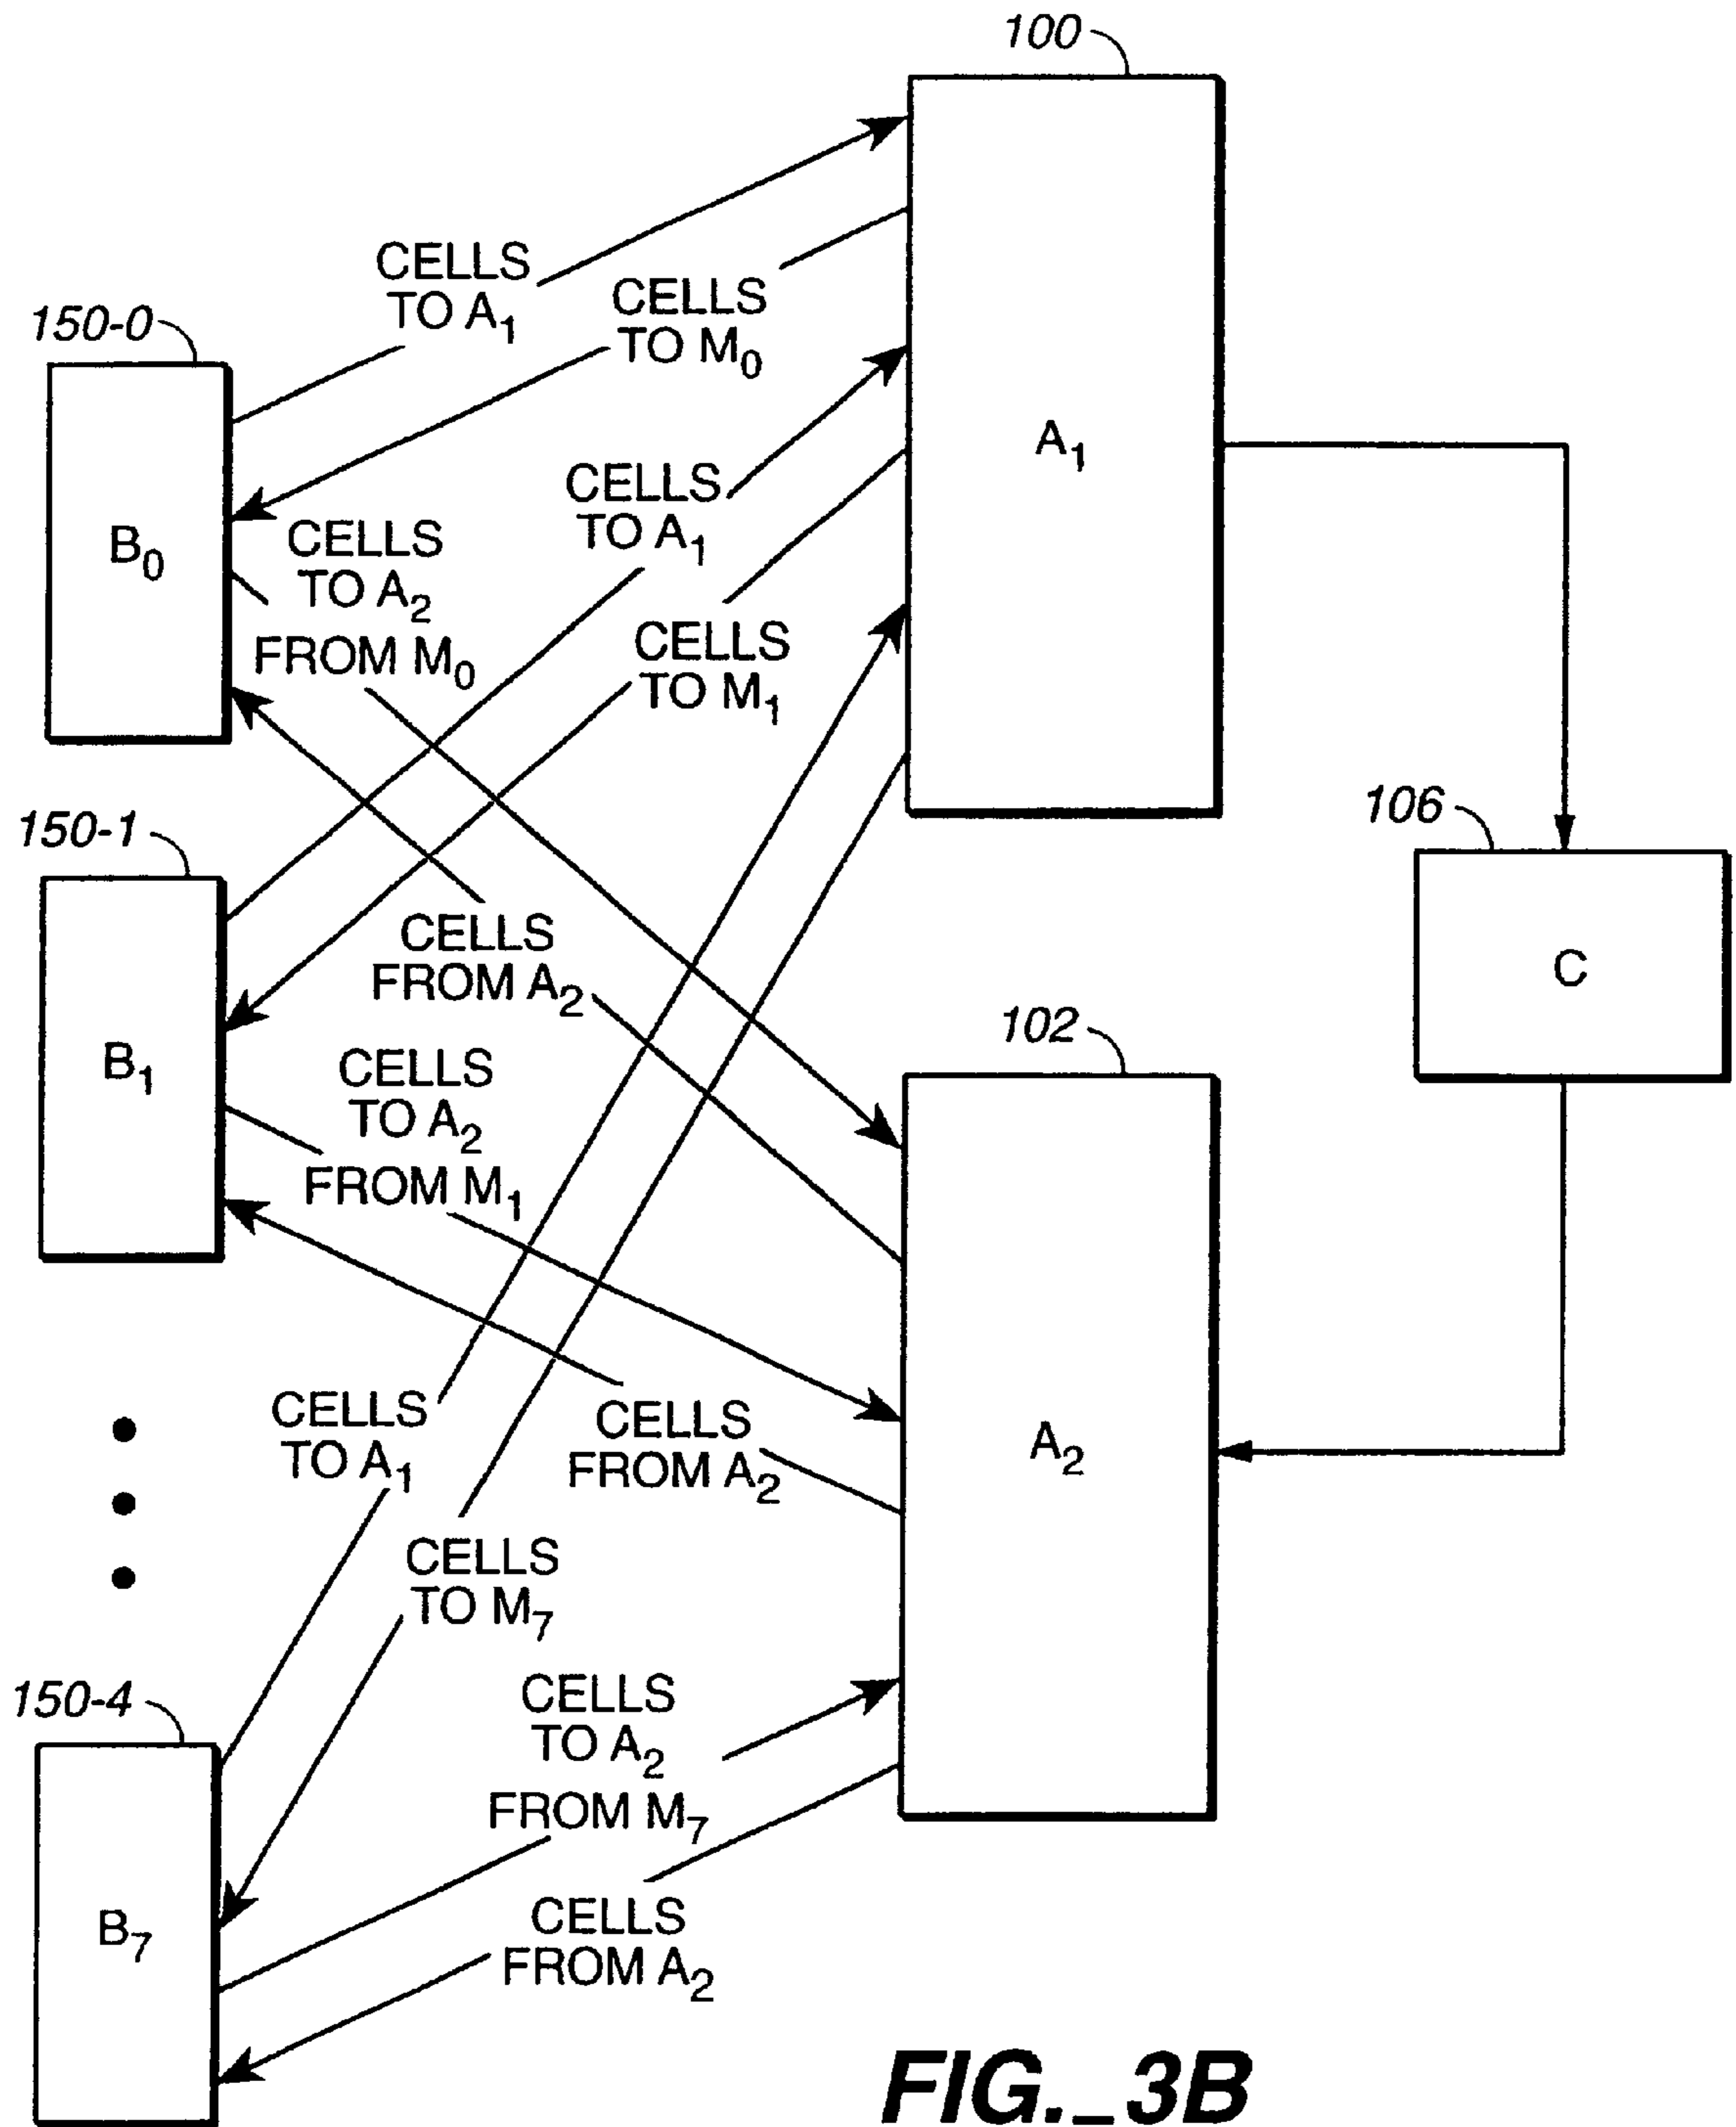 100
CELLS
TO A₁
CELLS
TO M₀
150-0
A₁
CELLS
TO A₁
B₀
CELLS
TO A₂
FROM M₀
CELLS
TO M₁
106
150-1
CELLS
FROM A₂
C
102
B₁
CELLS
TO A₂
FROM M₁
CELLS
TO A₁
CELLS
FROM A₂
A₂
CELLS
TO M₇
150-4
CELLS
TO A₂
FROM M₇
B₇
CELLS
FROM A₂
FIG._3B